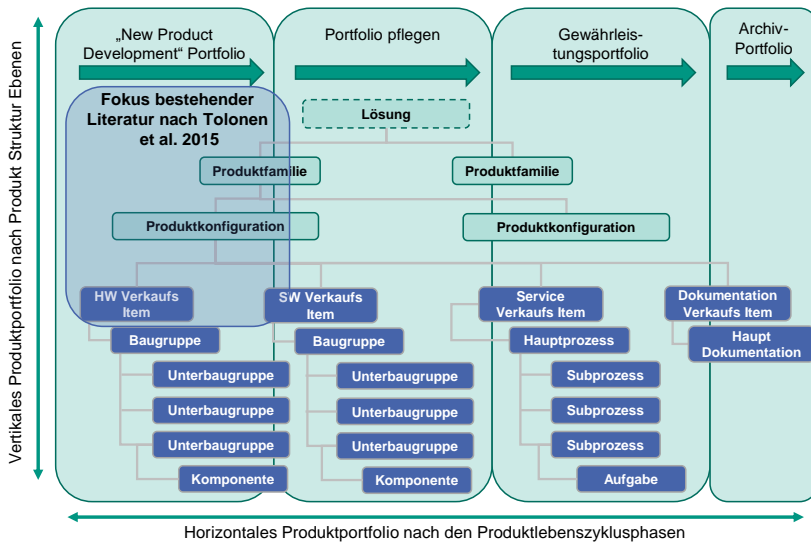 „New Product
Development“ Portfolio
Portfolio pflegen
Gewährleis-
tungsportfolio
Archiv-
Portfolio
Fokus bestehender
Literatur nach Tolonen
et al. 2015
Lösung
Produktfamilie
Produktfamilie
Produktkonfiguration
Produktkonfiguration
HW Verkaufs
Item
SW Verkaufs
Item
Service
Verkaufs Item
Dokumentation
Verkaufs Item
Baugruppe
Baugruppe
Hauptprozess
Haupt
Dokumentation
Unterbaugruppe
Unterbaugruppe
Subprozess
Unterbaugruppe
Unterbaugruppe
Subprozess
Unterbaugruppe
Unterbaugruppe
Subprozess
Komponente
Komponente
Aufgabe
Vertikales Produktportfolio nach Produkt Struktur Ebenen
Horizontales Produktportfolio nach den Produktlebenszyklusphasen